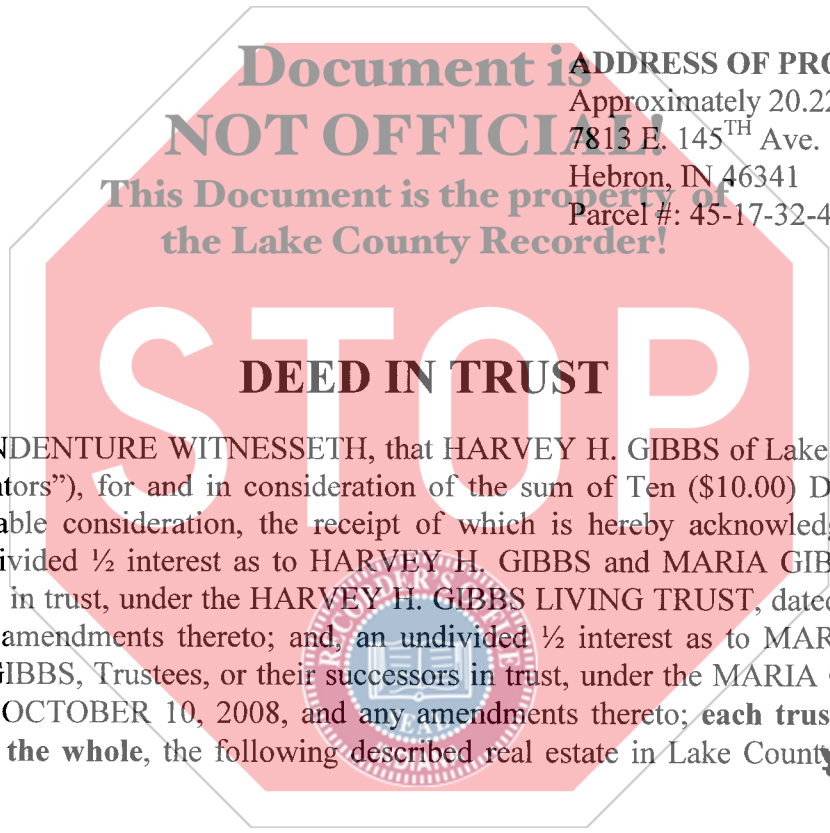 Document is
NOT OFFICIAL!
This Document is the property of
the Lake County Recorder!
ADDRESS OF PRO
Approximately 20.22
7813 E. 145TH Ave.
Hebron, IN 46341
Parcel #: 45-17-32-4
STOP
DEED IN TRUST
NDENTURE WITNESSETH, that HARVEY H. GIBBS of Lake
ntors”), for and in consideration of the sum of Ten ($10.00) D
able consideration, the receipt of which is hereby acknowledg
ivided ½ interest as to HARVEY H. GIBBS and MARIA GIB
in trust, under the HARVEY H. GIBBS LIVING TRUST, dated
amendments thereto; and, an undivided ½ interest as to MAR
GIBBS, Trustees, or their successors in trust, under the MARIA
OCTOBER 10, 2008, and any amendments thereto; each trus
the whole, the following described real estate in Lake County
RECORDER'S OFFICE
SEAL
INDIANA